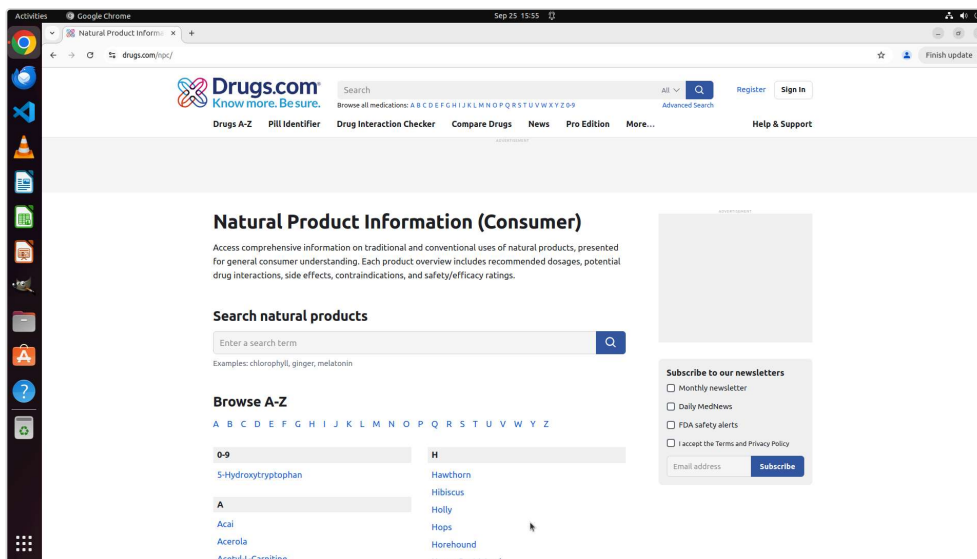 Activities
Google Chrome
Sep 25 15:55
Natural Product Informa
drugs.com/npc/
Finish update
Drugs.com
Know more. Be sure.
Search
All
Browse all medications: A B C D E F G H I J K L M N O P Q R S T U V W X Y Z 0-9
Advanced Search
Register
Sign In
Drugs A-Z
Pill Identifier
Drug Interaction Checker
Compare Drugs
News
Pro Edition
More...
Help & Support
ADVERTISEMENT
Natural Product Information (Consumer)
Access comprehensive information on traditional and conventional uses of natural products, presented
for general consumer understanding. Each product overview includes recommended dosages, potential
drug interactions, side effects, contraindications, and safety/efficacy ratings.
Search natural products
Enter a search term
Examples: chlorophyll, ginger, melatonin
Browse A-Z
A B C D E F G H I J K L M N O P Q R S T U V W Y Z
0-9
5-Hydroxytryptophan
A
Acai
Acerola
Acetyl-L-Carnitine
H
Hawthorn
Hibiscus
Holly
Hops
Horehound
ADVERTISEMENT
Subscribe to our newsletters
Monthly newsletter
Daily MedNews
FDA safety alerts
I accept the Terms and Privacy Policy
Email address
Subscribe